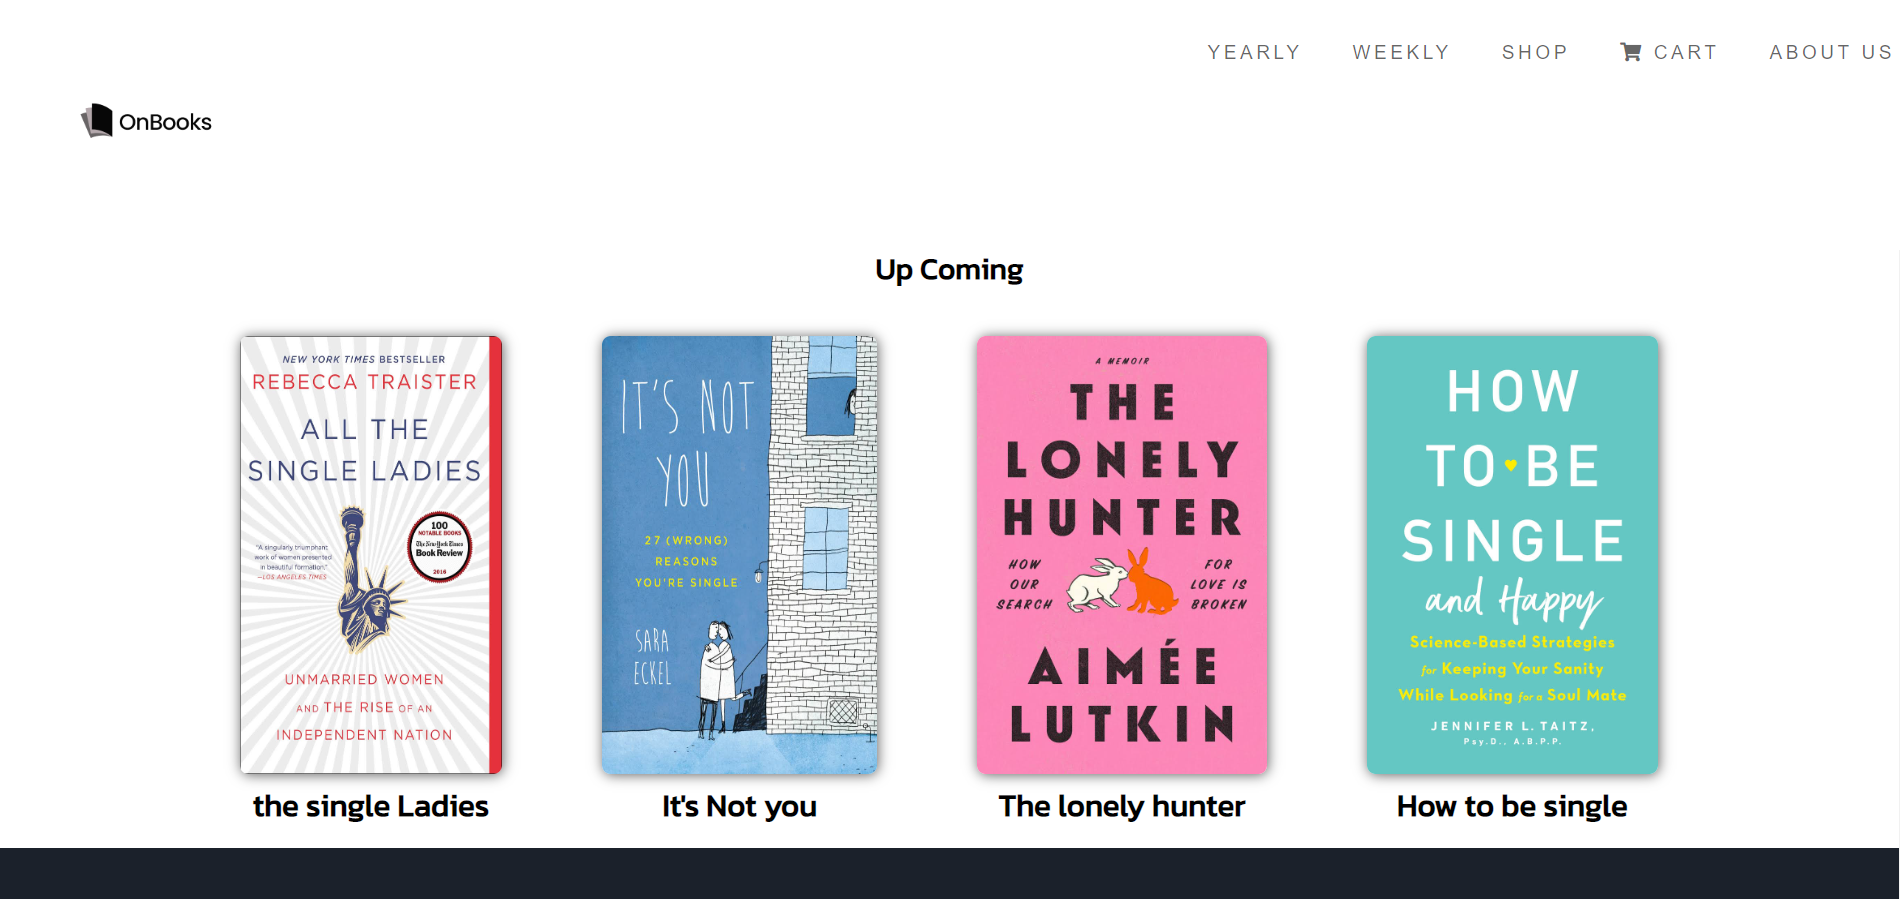 YEARLY WEEKLY SHOP CART ABOUT US
OnBooks
Up Coming
NEW YORK TIMES BESTSELLER
REBECCA TRAISTER
ALL THE
SINGLE LADIES
100
NOTABLE BOOKS
The New York Times
Book Review
2016
"A singularly triumphant
work of women presented
in beautiful formation."
—LOS ANGELES TIMES
UNMARRIED WOMEN
AND THE RISE OF AN
INDEPENDENT NATION
the single Ladies
IT'S NOT
YOU
27 (WRONG)
REASONS
YOU'RE SINGLE
SARA
ECKEL
It's Not you
A MEMOIR
THE
LONELY
HUNTER
HOW
OUR
SEARCH
FOR
LOVE IS
BROKEN
AIMÉE
LUTKIN
The lonely hunter
HOW
TO BE
SINGLE
and Happy
Science-Based Strategies
for Keeping Your Sanity
While Looking for a Soul Mate
JENNIFER L. TAITZ,
Psy.D., A.B.P.P.
How to be single